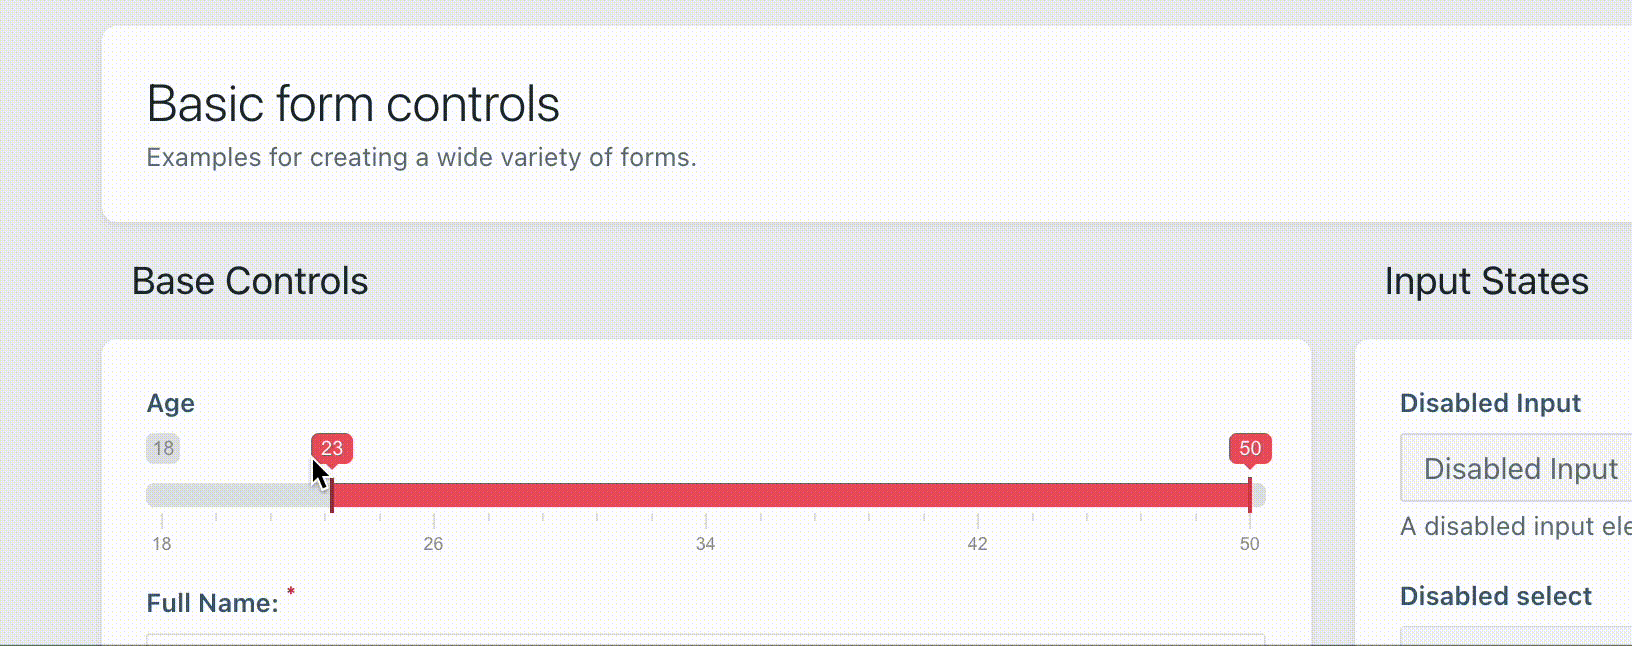 Basic form controls
Examples for creating a wide variety of forms.
Base Controls
Age
18 23 50
18 26 34 42 50
Full Name: *
Input States
Disabled Input
Disabled Input
A disabled input ele
Disabled select